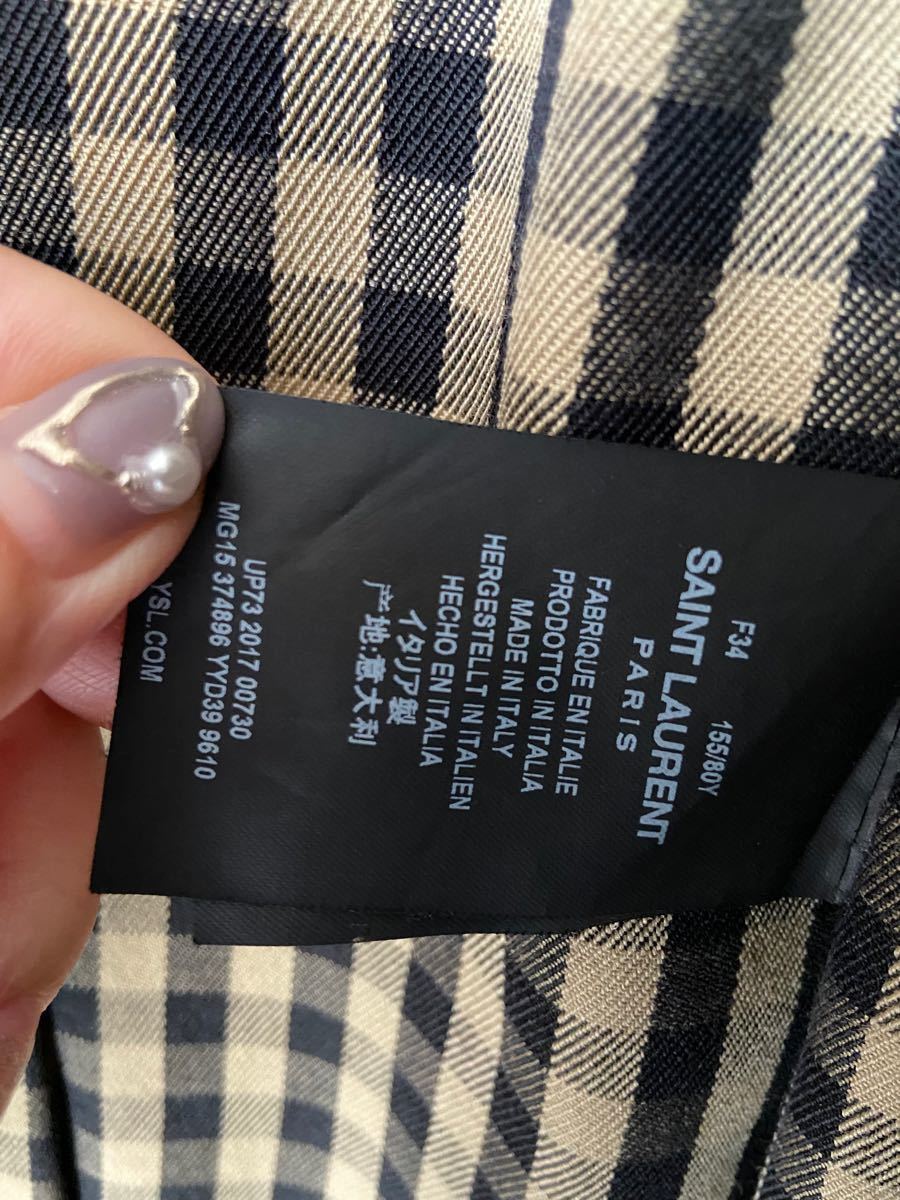 F34 155/80Y
SAINT LAURENT
PARIS
FABRIQUE EN ITALIE
PRODOTTO IN ITALIA
MADE IN ITALY
HERGESTELLT IN ITALIEN
HECHO EN ITALIA
イタリア製
产地:意大利
UP73 2017 00730
MG15 374896 YYD39 9610
YSL.COM